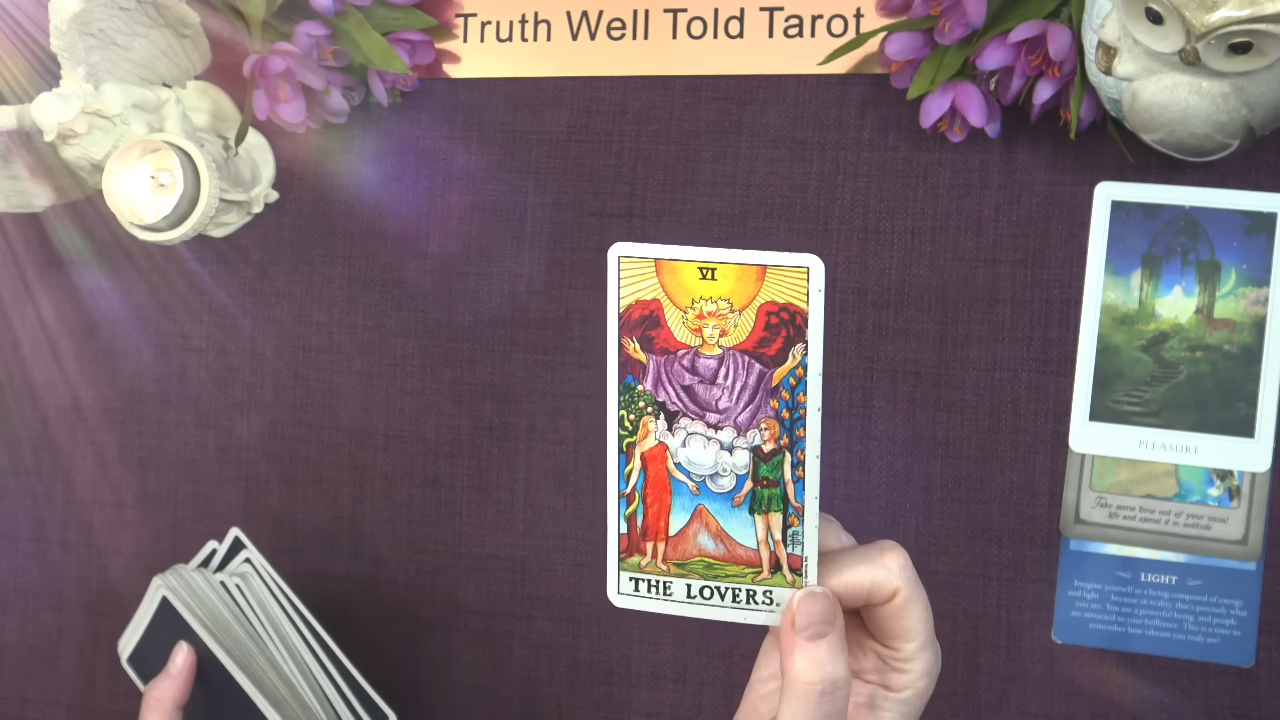 Truth Well Told Tarot
VI
THE LOVERS.
PLEASURE
Take some time out of your usual
life and spend it in solitude
LIGHT
Imagine yourself as a being composed of energy
and light — because in reality, that's precisely what
you are. You are a powerful being, and people
are attracted to your brilliance. This is a time to
remember how vibrant you truly are!